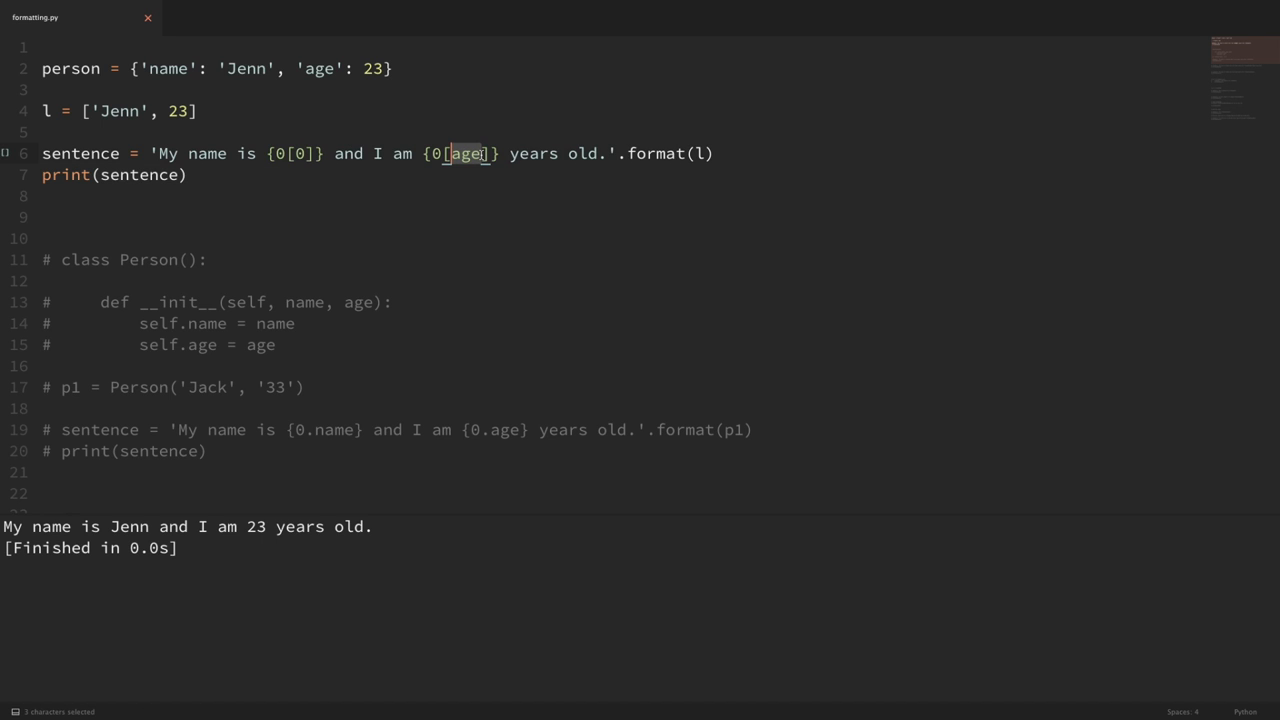 formatting.py ×
1
2 person = {'name': 'Jenn', 'age': 23}
3
4 l = ['Jenn', 23]
5
6 sentence = 'My name is {0[0]} and I am {0[age]} years old.'.format(l)
7 print(sentence)
8
9
10
11 # class Person():
12
13 #     def __init__(self, name, age):
14 #         self.name = name
15 #         self.age = age
16
17 # p1 = Person('Jack', '33')
18
19 # sentence = 'My name is {0.name} and I am {0.age} years old.'.format(p1)
20 # print(sentence)
21
22
My name is Jenn and I am 23 years old.
[Finished in 0.0s]
3 characters selected Spaces: 4 Python